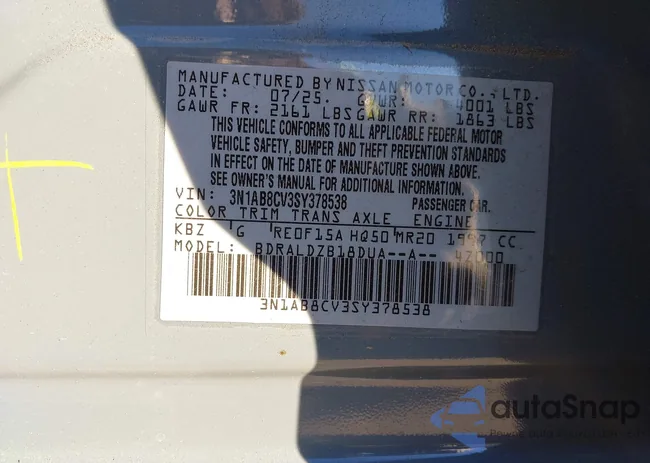 MANUFACTURED BY NISSAN MOTOR CO., LTD.
DATE: 07/25. GVWR: 4001 LBS
GAWR FR: 2161 LBS GAWR RR: 1863 LBS
THIS VEHICLE CONFORMS TO ALL APPLICABLE FEDERAL MOTOR
VEHICLE SAFETY, BUMPER AND THEFT PREVENTION STANDARDS
IN EFFECT ON THE DATE OF MANUFACTURE SHOWN ABOVE.
SEE OWNER'S MANUAL FOR ADDITIONAL INFORMATION.
VIN: 3N1AB8CV3SY378538 PASSENGER CAR.
COLOR TRIM TRANS AXLE ENGINE
KBZ G RE0F15A HQ50 MR20 1997 CC
MODEL: BDRALDZB18DUA--A-- 4Z000
3N1AB8CV3SY378538
autoSnap